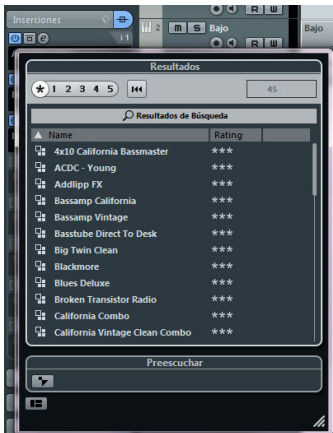 Inserciones
R W
2 m S Bajo
Bajo
e
i 1
R W
Resultados
* 1 2 3 4 5
45
Resultados de Búsqueda
Name Rating
4x10 California Bassmaster ***
ACDC - Young ***
Addlipp FX ***
Bassamp California ***
Bassamp Vintage ***
Basstube Direct To Desk ***
Big Twin Clean ***
Blackmore ***
Blues Deluxe ***
Broken Transistor Radio ***
California Combo ***
California Vintage Clean Combo ***
Preescuchar